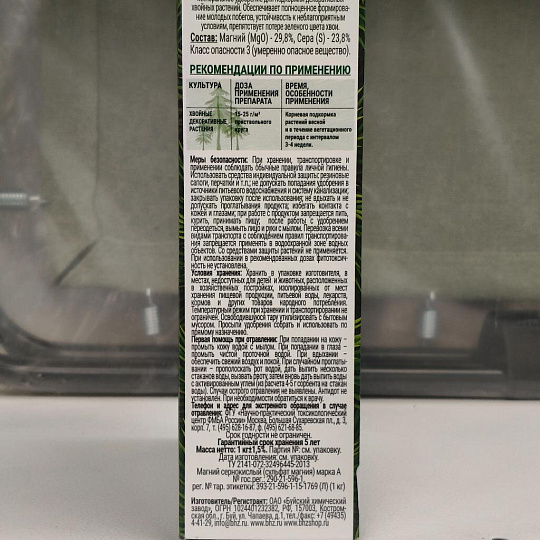 хвойных растений. Обеспечивает полноценное формирова-
ние молодых побегов, устойчивость к неблагоприятным
условиям, препятствует потере зеленого цвета хвои.
Состав: Магний (MgO) - 29,8%, Сера (S) - 23,8%
Класс опасности 3 (умеренно опасное вещество).
РЕКОМЕНДАЦИИ ПО ПРИМЕНЕНИЮ
КУЛЬТУРА
ДОЗА
ПРИМЕНЕНИЯ
ПРЕПАРАТА
ВРЕМЯ,
ОСОБЕННОСТИ
ПРИМЕНЕНИЯ
ХВОЙНЫЕ
ДЕКОРАТИВНЫЕ
РАСТЕНИЯ
15-25 г/м²
приствольного
круга
Корневая подкормка
растений весной
и в течение вегетационного
периода с интервалом
3-4 недели.
Меры безопасности: При хранении, транспортировке и
применении соблюдать обычные правила личной гигиены.
Использовать средства индивидуальной защиты: резиновые
сапоги, перчатки и т.п.; не допускать попадания удобрения в
источники питьевого водоснабжения и систему канализации;
закрывать упаковку после использования; не вдыхать и не
допускать проглатывания продукта; избегать контакта с
кожей и глазами; при работе с продуктом запрещается пить,
курить, принимать пищу; после работы с удобрением
переодеться, вымыть лицо и руки с мылом. Перевозка всеми
видами транспорта с соблюдением правил транспортирова-
ния запрещается применять в водоохранной зоне водных
объектов. Со средствами защиты растений не применяется.
При использовании в рекомендованных дозах фитотоксич-
ность не установлена.
Условия хранения: Хранить в упаковке изготовителя, в
местах, недоступных для детей и животных, расположенных
в хозяйственных постройках, изолированных от мест
хранения пищевой продукции, питьевой воды, лекарств,
кормов и других товаров народного потребления.
Температурный режим при хранении и транспортировании не
ограничен. Освободившуюся тару утилизировать с бытовым
мусором. Просыпи удобрения собрать и использовать по
прямому назначению.
Первая помощь при отравлении: При попадании на кожу -
промыть кожу водой с мылом. При попадании в глаза -
промыть чистой проточной водой. При вдыхании -
обеспечить свежий воздух и покой. При случайном проглаты-
вании - прополоскать рот водой, дать выпить несколько
стаканов воды, вызвать рвоту, затем вновь дать выпить воды
с активированным углем (из расчета 4-5 г сорбента на стакан
воды). Случаи острого отравления не выявлены. Антидот не
установлен. При необходимости обратиться к врачу.
Телефон и адрес для экстренного обращения в случае
отравления: ФГУ «Научно-практический, токсикологический
центр ФМБА России» Москва, Большая Сухаревская пл., д. 3,
корп. 7, т. (495) 628-16-87, ф. (495) 621-68-85.
Срок годности не ограничен.
Гарантийный срок хранения 5 лет
Масса нетто: 1 кг±1,5%. Партия №: см. упаковку.
Дата изготовления: см. упаковку.
ТУ 2141-072-32496445-2013
Магний сернокислый (сульфат магния) марка А
№ гос.рег.: 290-21-596-1.
рег. № тар. этикетки: 393-21-596-1-15-1769 (Л) (1 кг)
Изготовитель/Регистрант: ОАО «Буйский химический
завод», ОГРН 1024401232382, РФ, 157003, Костром-
ская обл., г. Буй, ул. Чапаева, д.1, тел./факс: +7 (49435)
4-41-29, info@bhz.ru, www.bhz.ru www.bhzshop.ru